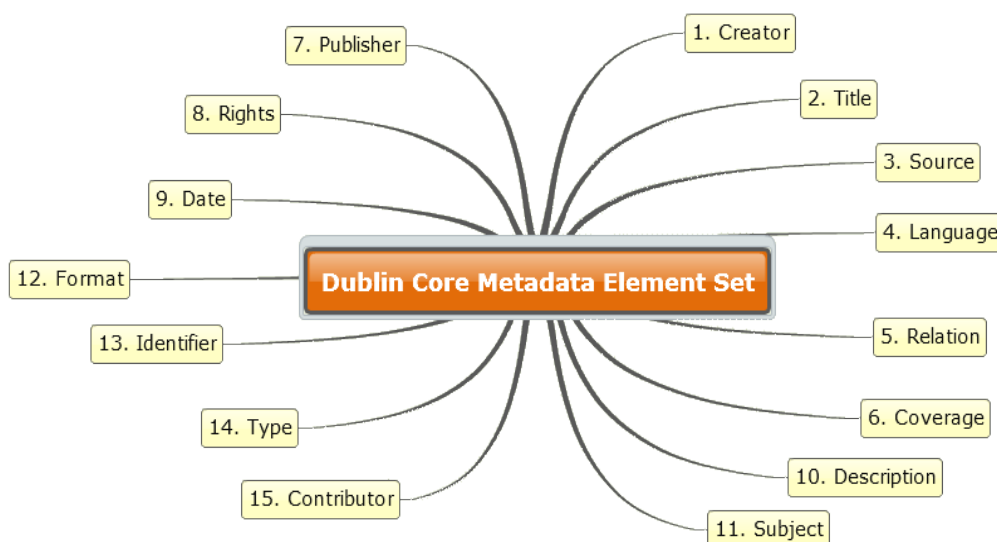 7. Publisher
1. Creator
8. Rights
2. Title
9. Date
3. Source
4. Language
12. Format
Dublin Core Metadata Element Set
13. Identifier
5. Relation
14. Type
6. Coverage
15. Contributor
10. Description
11. Subject